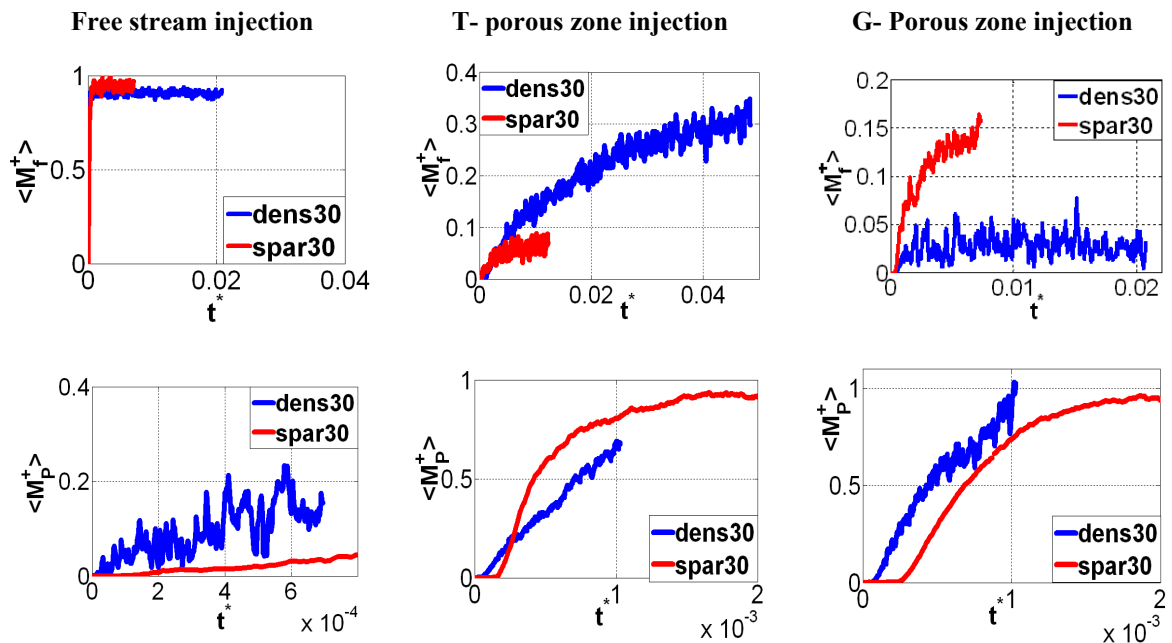 Free stream injection
T- porous zone injection
G- Porous zone injection
1
0.5
0
<M_f^+>
dens30
spar30
0
0.02
0.04
t*
0.4
0.3
0.2
0.1
0
<M_f^+>
dens30
spar30
0
0.02
0.04
t*
0.2
0.15
0.10
0.05
0
<M_f^+>
dens30
spar30
0
0.01
0.02
t*
0.4
0.2
0
<M_P^+>
dens30
spar30
0
2
4
6
t*
x 10^-4
1
0.5
0
<M_P^+>
dens30
spar30
0
1
2
t*
x 10^-3
1
0.5
0
<M_P^+>
dens30
spar30
0
1
2
t*
x 10^-3